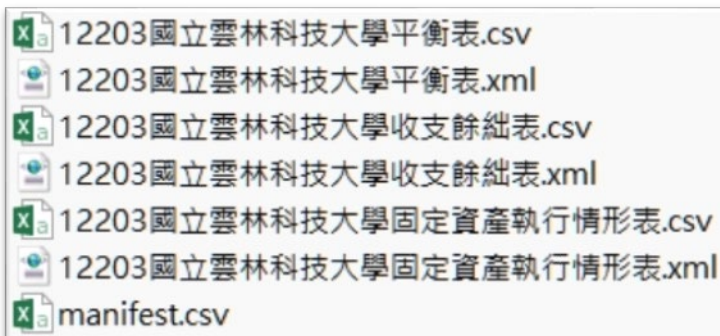 12203國立雲林科技大學平衡表.csv
12203國立雲林科技大學平衡表.xml
12203國立雲林科技大學收支餘絀表.csv
12203國立雲林科技大學收支餘絀表.xml
12203國立雲林科技大學固定資產執行情形表.csv
12203國立雲林科技大學固定資產執行情形表.xml
manifest.csv